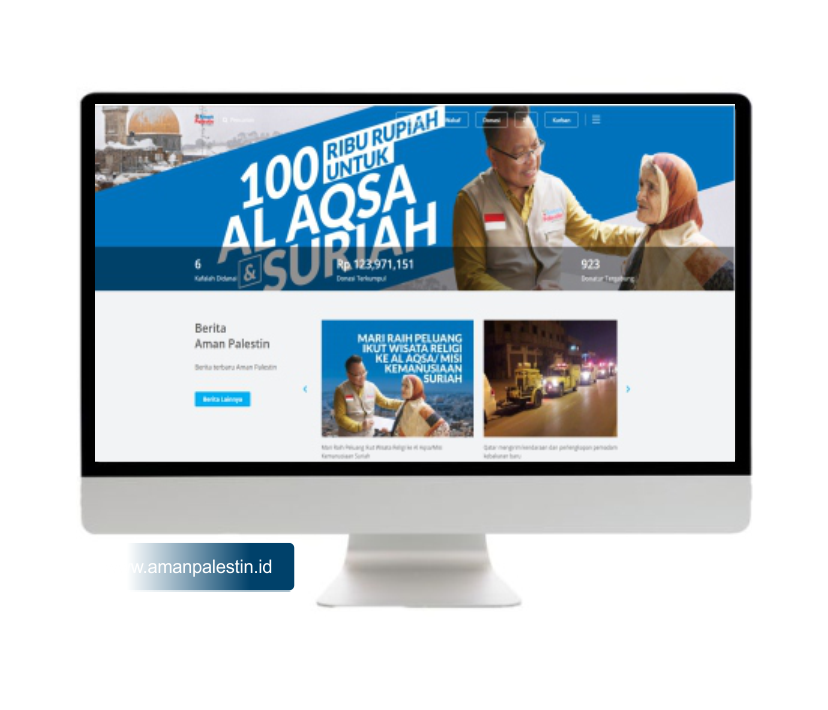 Wakaf
Donasi
Kurban
100 RIBU RUPIAH
UNTUK
AL AQSA
& SURIAH
6
Kafalah Didanai
Rp 123,971,151
Donasi Terkumpul
923
Donatur Tergabung
Berita
Aman Palestin
Berita terbaru Aman Palestin
Berita Lainnya
MARI RAIH PELUANG
IKUT WISATA RELIGI
KE AL AQSA/ MISI
KEMANUSIAAN
SURIAH
Mari Raih Peluang Ikut Wisata Religi ke Al Aqsa/Misi
Kemanusiaan Suriah
Qatar mengirim kendaraan dan perlengkapan pemadam
kebakaran baru
w.amanpalestin.id